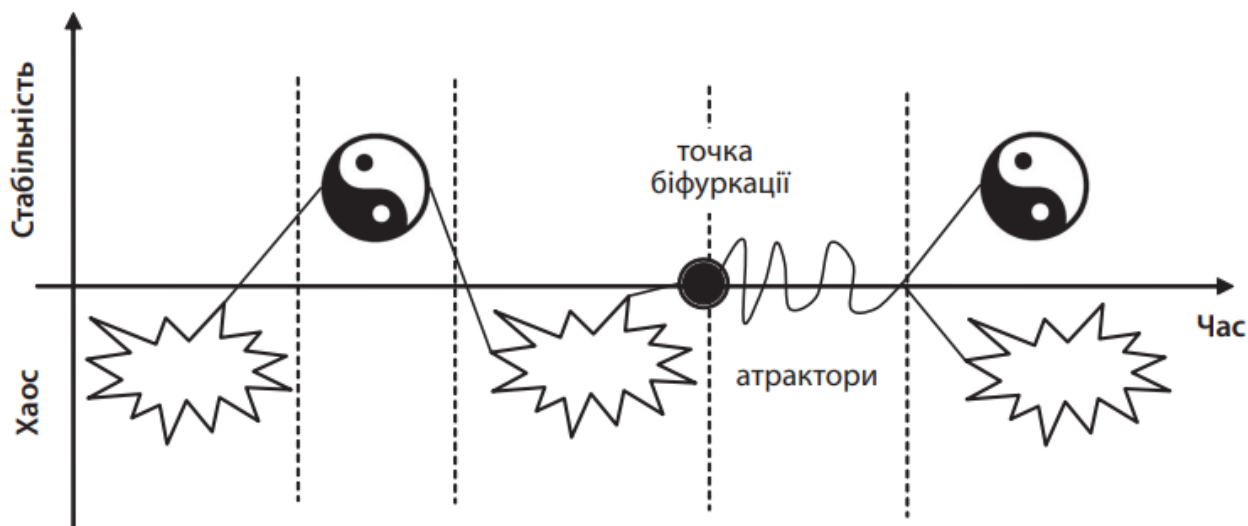 Стабільність
Хаос
точка
біфуркації
атрактори
Час